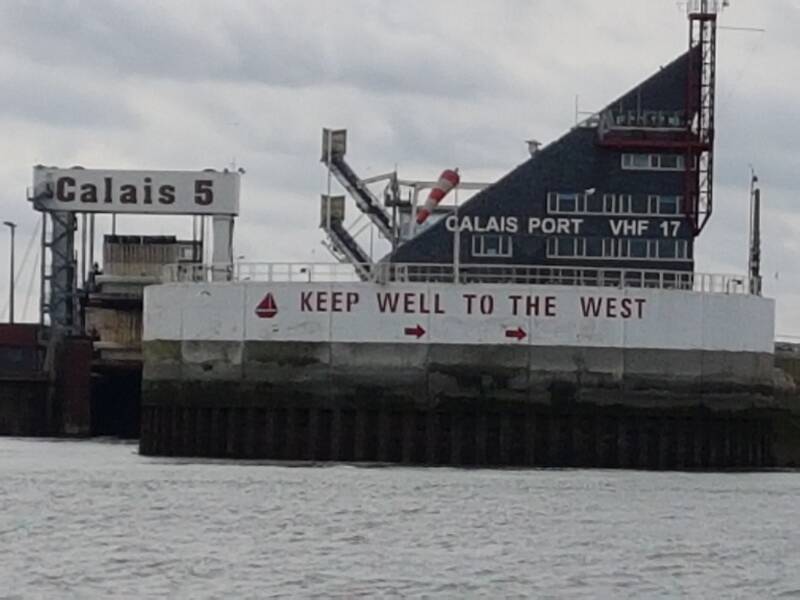 Calais 5
CALAIS PORT VHF 17
KEEP WELL TO THE WEST